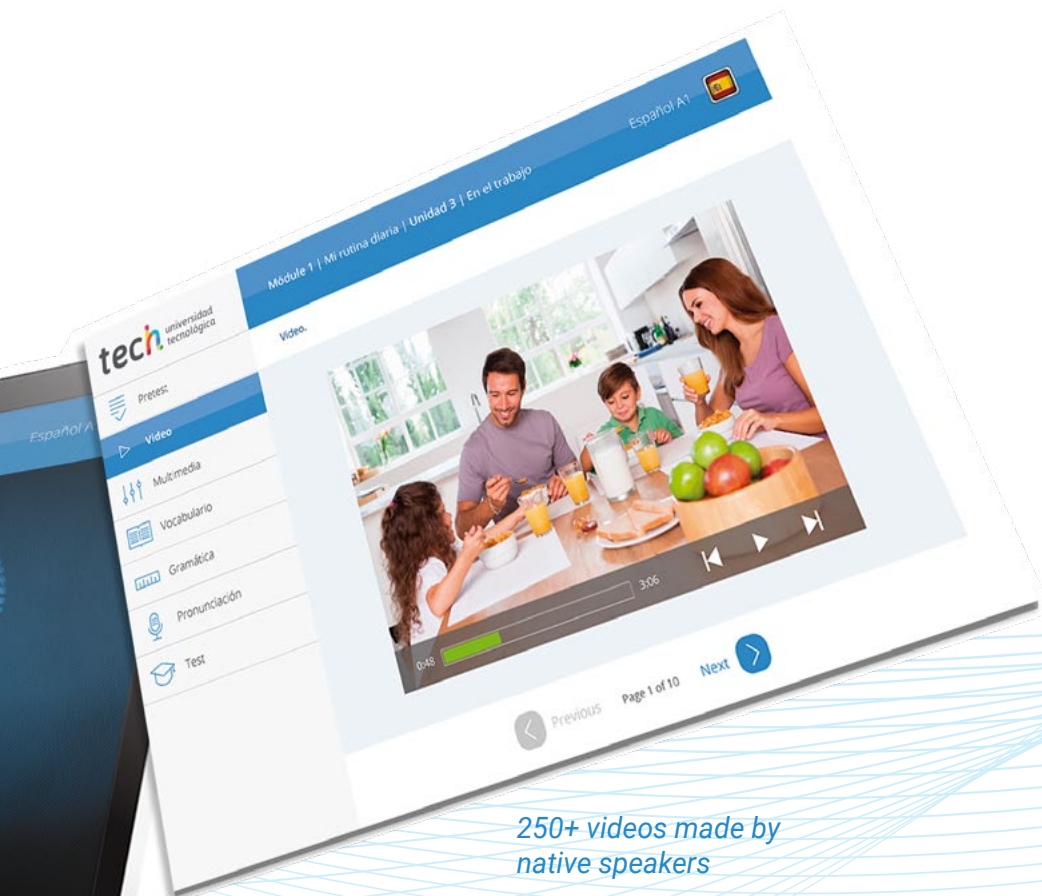 Español A1
Módule 1 | Mi rutina diaria | Unidad 3 | En el trabajo
tech universidad
tecnológica
Video.
Pretest
Video
Multimedia
Vocabulario
Gramática
Pronunciación
Test
0:48
3:06
Previous
Page 1 of 10
Next
Español A
250+ videos made by
native speakers